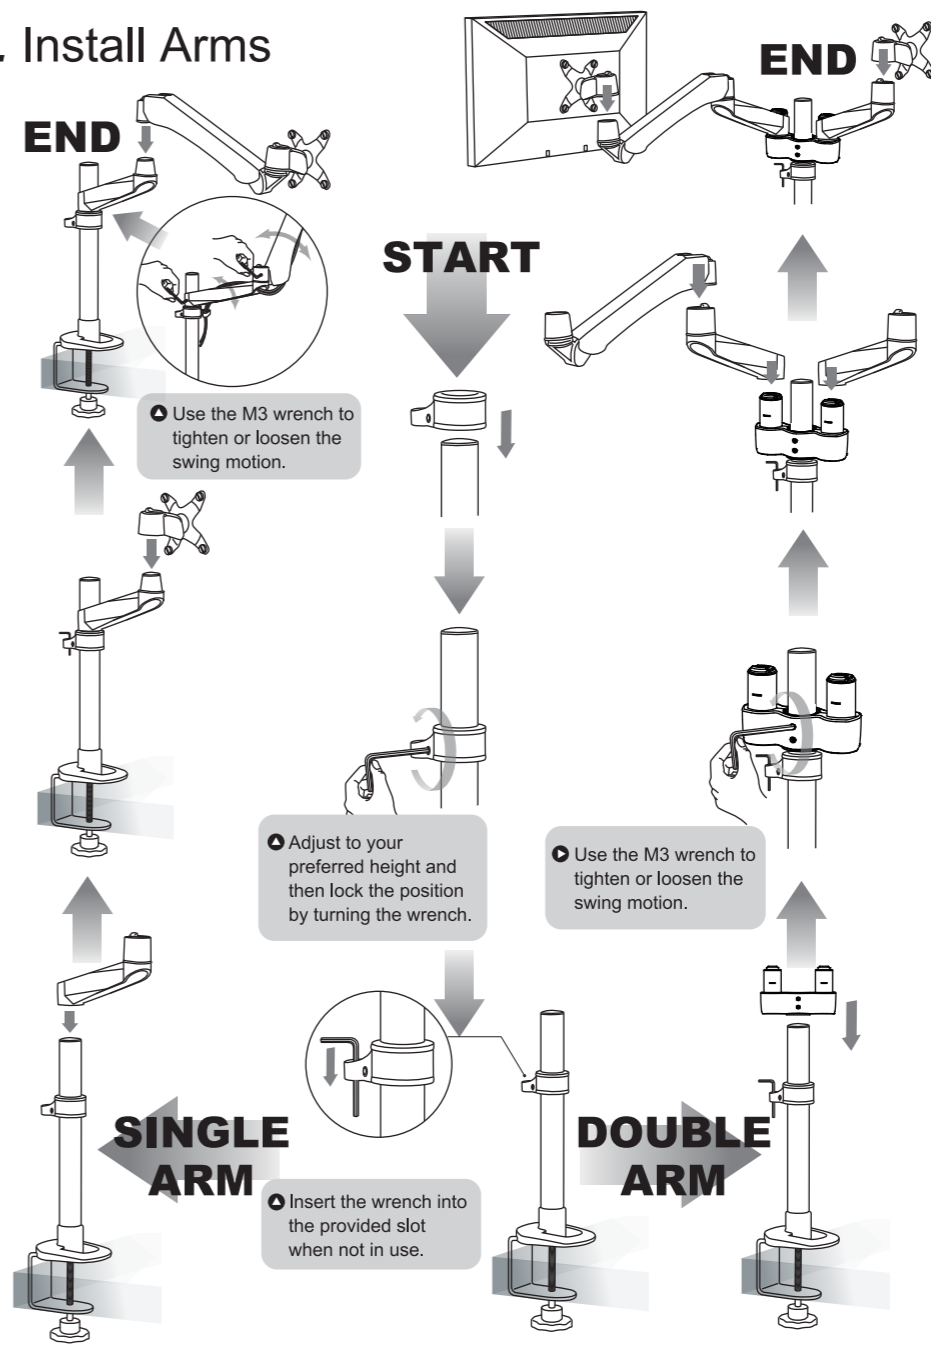 . Install Arms
END
END
START
Use the M3 wrench to
tighten or loosen the
swing motion.
Adjust to your
preferred height and
then lock the position
by turning the wrench.
Use the M3 wrench to
tighten or loosen the
swing motion.
SINGLE
ARM
DOUBLE
ARM
Insert the wrench into
the provided slot
when not in use.